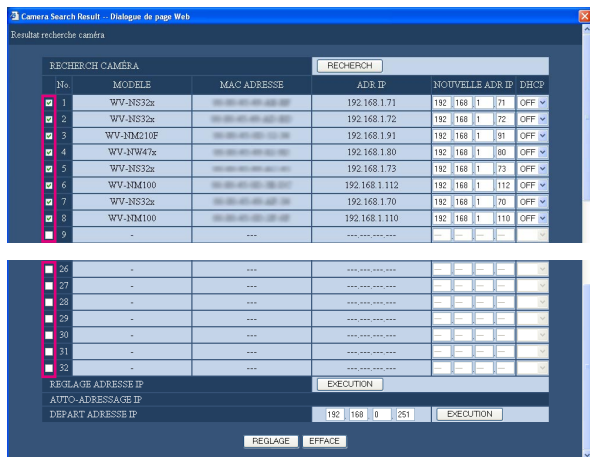 Camera Search Result -- Dialogue de page Web
Resultat recherche caméra
RECHERCH CAMÉRA RECHERCH
No. MODELE MAC ADRESSE ADR IP NOUVELLE ADR IP DHCP
1 WV-NS32x 192.168.1.71 192 168 1 71 OFF
2 WV-NS32x 192.168.1.72 192 168 1 72 OFF
3 WV-NM210F 192.168.1.91 192 168 1 91 OFF
4 WV-NW47x 192.168.1.80 192 168 1 80 OFF
5 WV-NS32x 192.168.1.73 192 168 1 73 OFF
6 WV-NM100 192.168.1.112 192 168 1 112 OFF
7 WV-NS32x 192.168.1.70 192 168 1 70 OFF
8 WV-NM100 192.168.1.110 192 168 1 110 OFF
9 - --- ---.---.---.--- --- --- --- ---
26 - --- ---.---.---.--- --- --- --- ---
27 - --- ---.---.---.--- --- --- --- ---
28 - --- ---.---.---.--- --- --- --- ---
29 - --- ---.---.---.--- --- --- --- ---
30 - --- ---.---.---.--- --- --- --- ---
31 - --- ---.---.---.--- --- --- --- ---
32 - --- ---.---.---.--- --- --- --- ---
REGLAGE ADRESSE IP EXECUTION
AUTO-ADRESSAGE IP
DEPART ADRESSE IP 192 . 168 . 0 . 251 EXECUTION
REGLAGE EFFACE